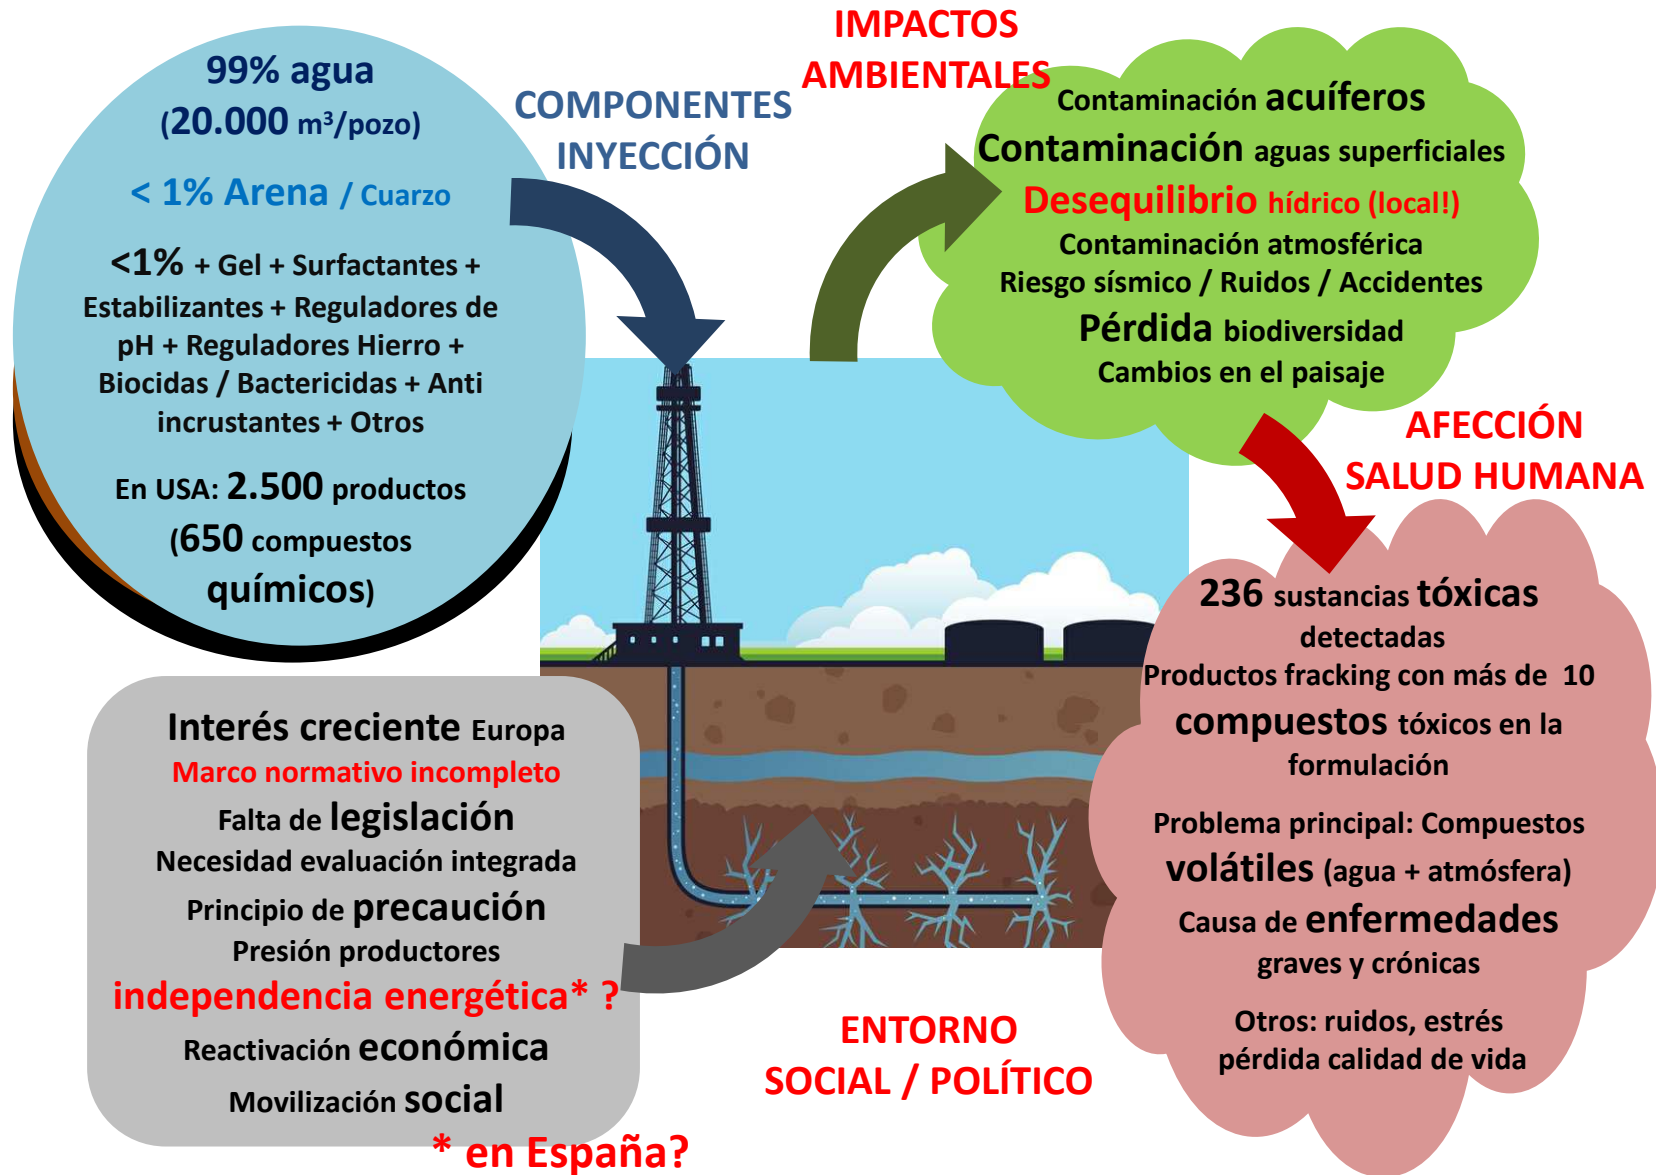 99% agua
(20.000 m³/pozo)
< 1% Arena / Cuarzo
<1% + Gel + Surfactantes +
Estabilizantes + Reguladores de
pH + Reguladores Hierro +
Biocidas / Bactericidas + Anti
incrustantes + Otros
En USA: 2.500 productos
(650 compuestos
químicos)
COMPONENTES
INYECCIÓN
IMPACTOS
AMBIENTALES
Contaminación acuíferos
Contaminación aguas superficiales
Desequilibrio hídrico (local!)
Contaminación atmosférica
Riesgo sísmico / Ruidos / Accidentes
Pérdida biodiversidad
Cambios en el paisaje
AFECCIÓN
SALUD HUMANA
236 sustancias tóxicas
detectadas
Productos fracking con más de 10
compuestos tóxicos en la
formulación
Problema principal: Compuestos
volátiles (agua + atmósfera)
Causa de enfermedades
graves y crónicas
Otros: ruidos, estrés
pérdida calidad de vida
Interés creciente Europa
Marco normativo incompleto
Falta de legislación
Necesidad evaluación integrada
Principio de precaución
Presión productores
independencia energética* ?
Reactivación económica
Movilización social
* en España?
ENTORNO
SOCIAL / POLÍTICO